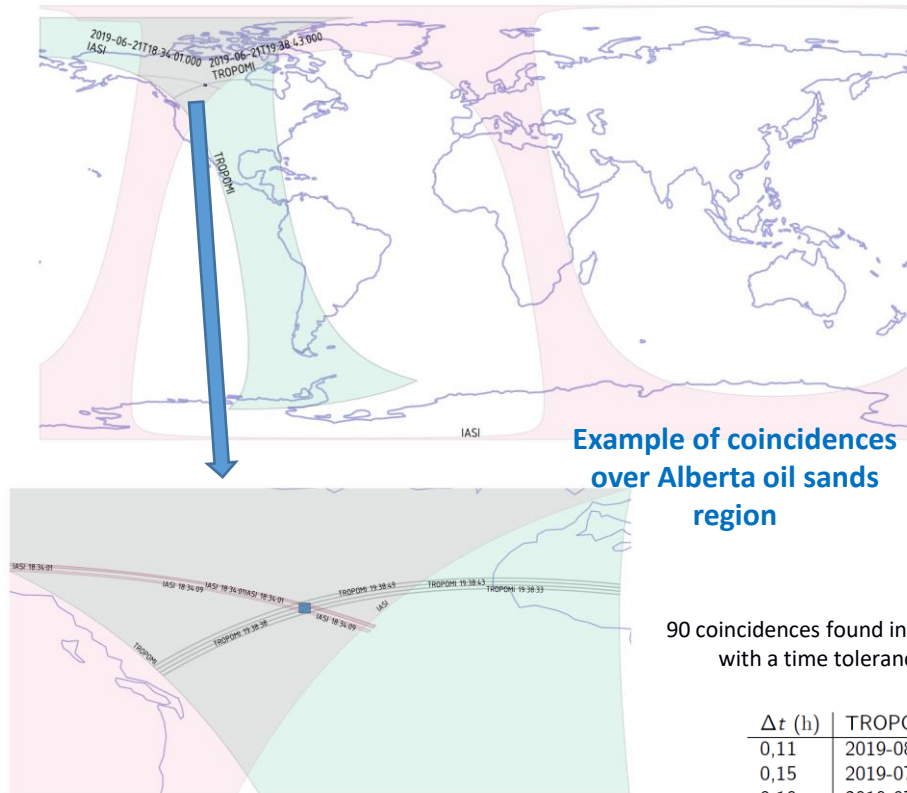 2019-06-21T18:34:01.000
IASI
2019-06-21T19:38:43.000
TROPOMI
TROPOMI
IASI
Example of coincidences
over Alberta oil sands
region
IASI 18:34:01
IASI 18:34:09
IASI 18:34:01
IASI 18:34:01
TROPOMI 19:38:49
TROPOMI 19:38:43
TROPOMI 19:38:33
IASI
IASI 18:34:09
TROPOMI 19:38:38
TROPOMI
90 coincidences found in
with a time toleranc
Δt (h) TROPO
0,11 2019-08
0,15 2019-07